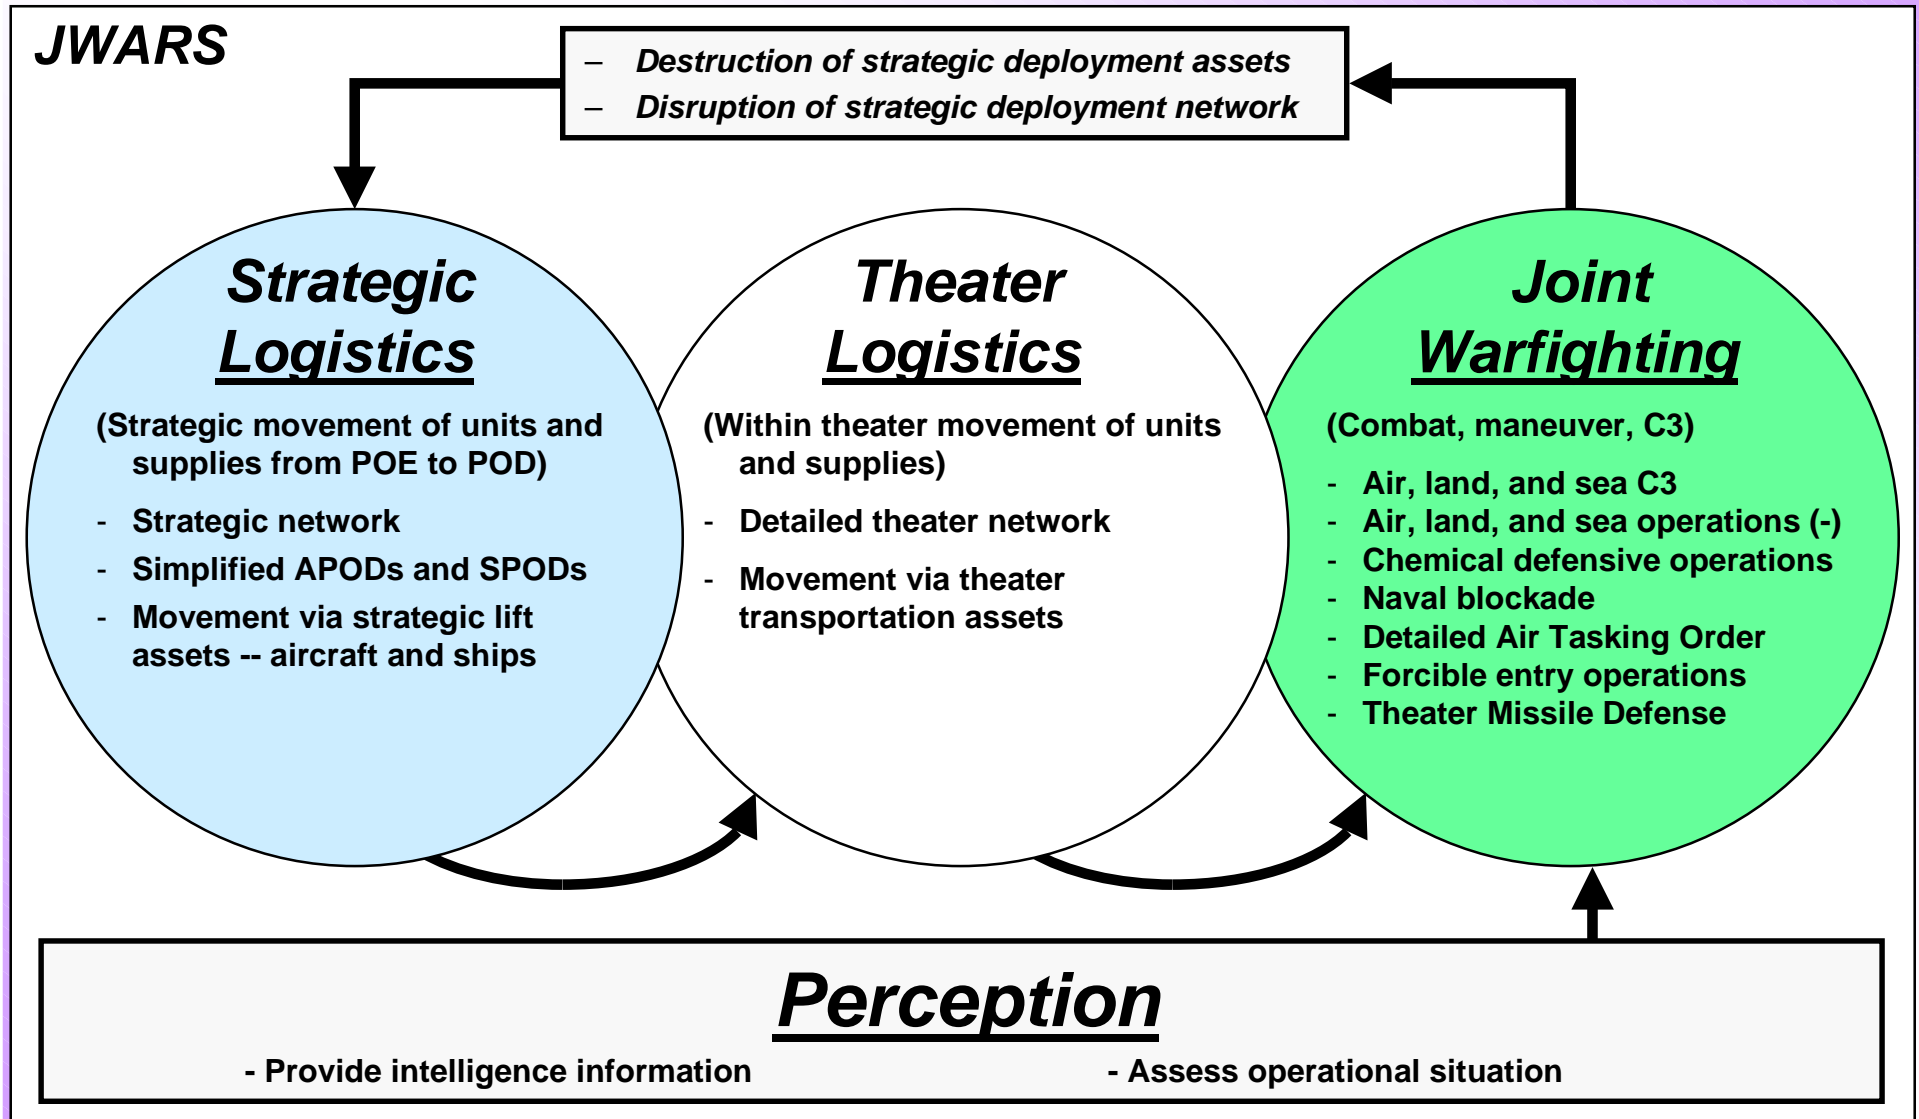 JWARS
– Destruction of strategic deployment assets
– Disruption of strategic deployment network
Strategic
Logistics
(Strategic movement of units and
supplies from POE to POD)
- Strategic network
- Simplified APODs and SPODs
- Movement via strategic lift
assets -- aircraft and ships
Theater
Logistics
(Within theater movement of units
and supplies)
- Detailed theater network
- Movement via theater
transportation assets
Joint
Warfighting
(Combat, maneuver, C3)
- Air, land, and sea C3
- Air, land, and sea operations (-)
- Chemical defensive operations
- Naval blockade
- Detailed Air Tasking Order
- Forcible entry operations
- Theater Missile Defense
Perception
- Provide intelligence information
- Assess operational situation